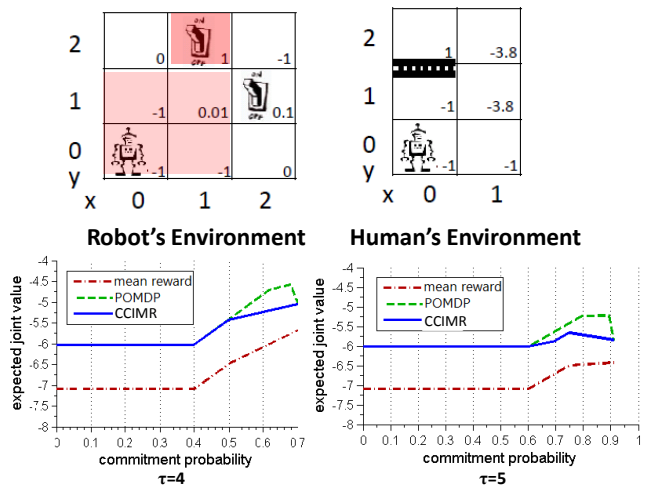 2
ON
OFF
0
1
-1
1
ON
OFF
-1
0.01
0.1
0
-1
-1
0
y
x
0
1
2
2
1
-3.8
1
-1
-3.8
0
-1
-1
y
x
0
1
Robot's Environment
Human's Environment
expected joint value
-4
-4.5
-5
-5.5
-6
-6.5
-7
-7.5
-8
mean reward
POMDP
CCIMR
0 0.1 0.2 0.3 0.4 0.5 0.6 0.7
commitment probability
τ=4
expected joint value
-4
-4.5
-5
-5.5
-6
-6.5
-7
-7.5
-8
mean reward
POMDP
CCIMR
0 0.1 0.2 0.3 0.4 0.5 0.6 0.7 0.8 0.9 1
commitment probability
τ=5